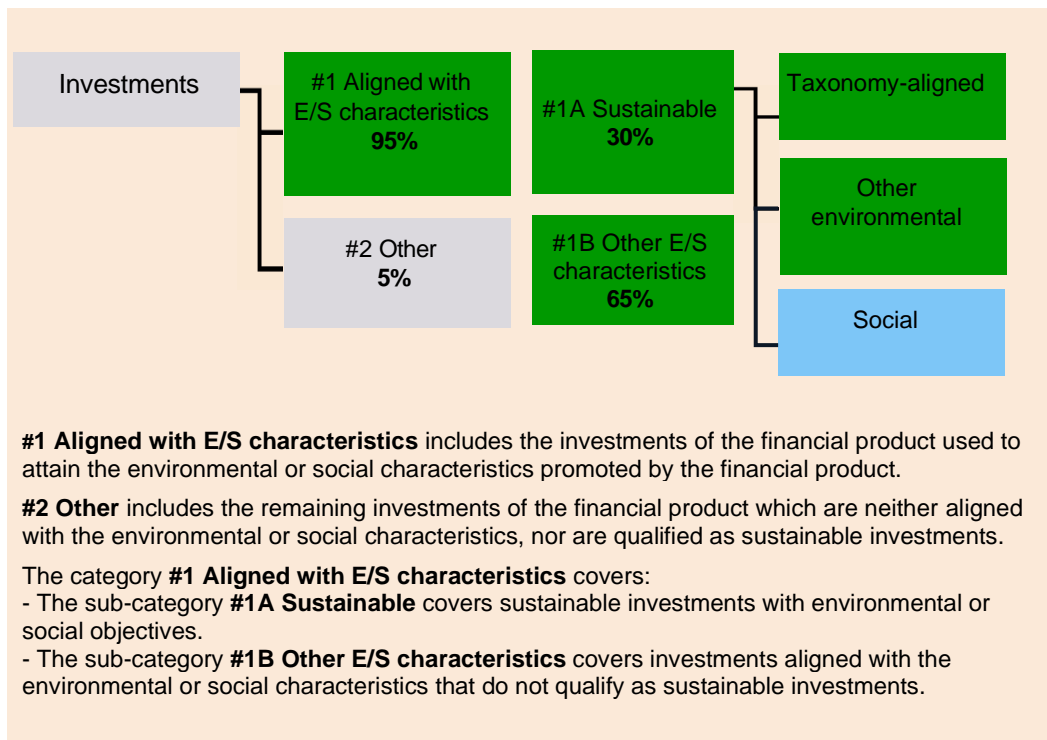 Investments
#1 Aligned with
E/S characteristics
95%
#2 Other
5%
#1A Sustainable
30%
#1B Other E/S
characteristics
65%
Taxonomy-aligned
Other
environmental
Social
#1 Aligned with E/S characteristics includes the investments of the financial product used to
attain the environmental or social characteristics promoted by the financial product.
#2 Other includes the remaining investments of the financial product which are neither aligned
with the environmental or social characteristics, nor are qualified as sustainable investments.
The category #1 Aligned with E/S characteristics covers:
- The sub-category #1A Sustainable covers sustainable investments with environmental or
social objectives.
- The sub-category #1B Other E/S characteristics covers investments aligned with the
environmental or social characteristics that do not qualify as sustainable investments.